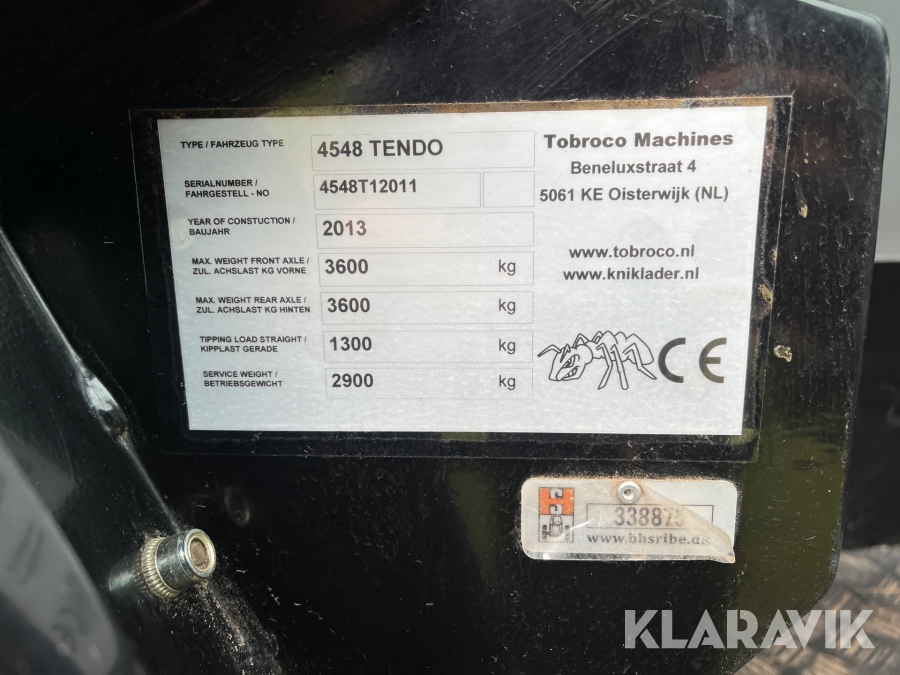 TYPE / FAHRZEUG TYPE
4548 TENDO
SERIALNUMBER /
FAHRGESTELL - NO
4548T12011
YEAR OF CONSTUCTION /
BAUJAHR
2013
MAX. WEIGHT FRONT AXLE /
ZUL. ACHSLAST KG VORNE
3600 kg
MAX. WEIGHT REAR AXLE /
ZUL. ACHSLAST KG HINTEN
3600 kg
TIPPING LOAD STRAIGHT /
KIPPLAST GERADE
1300 kg
SERVICE WEIGHT /
BETRIEBSGEWICHT
2900 kg
Tobroco Machines
Beneluxstraat 4
5061 KE Oisterwijk (NL)
www.tobroco.nl
www.kniklader.nl
CE
338875
www.bhsribe.dk
KLARAVIK